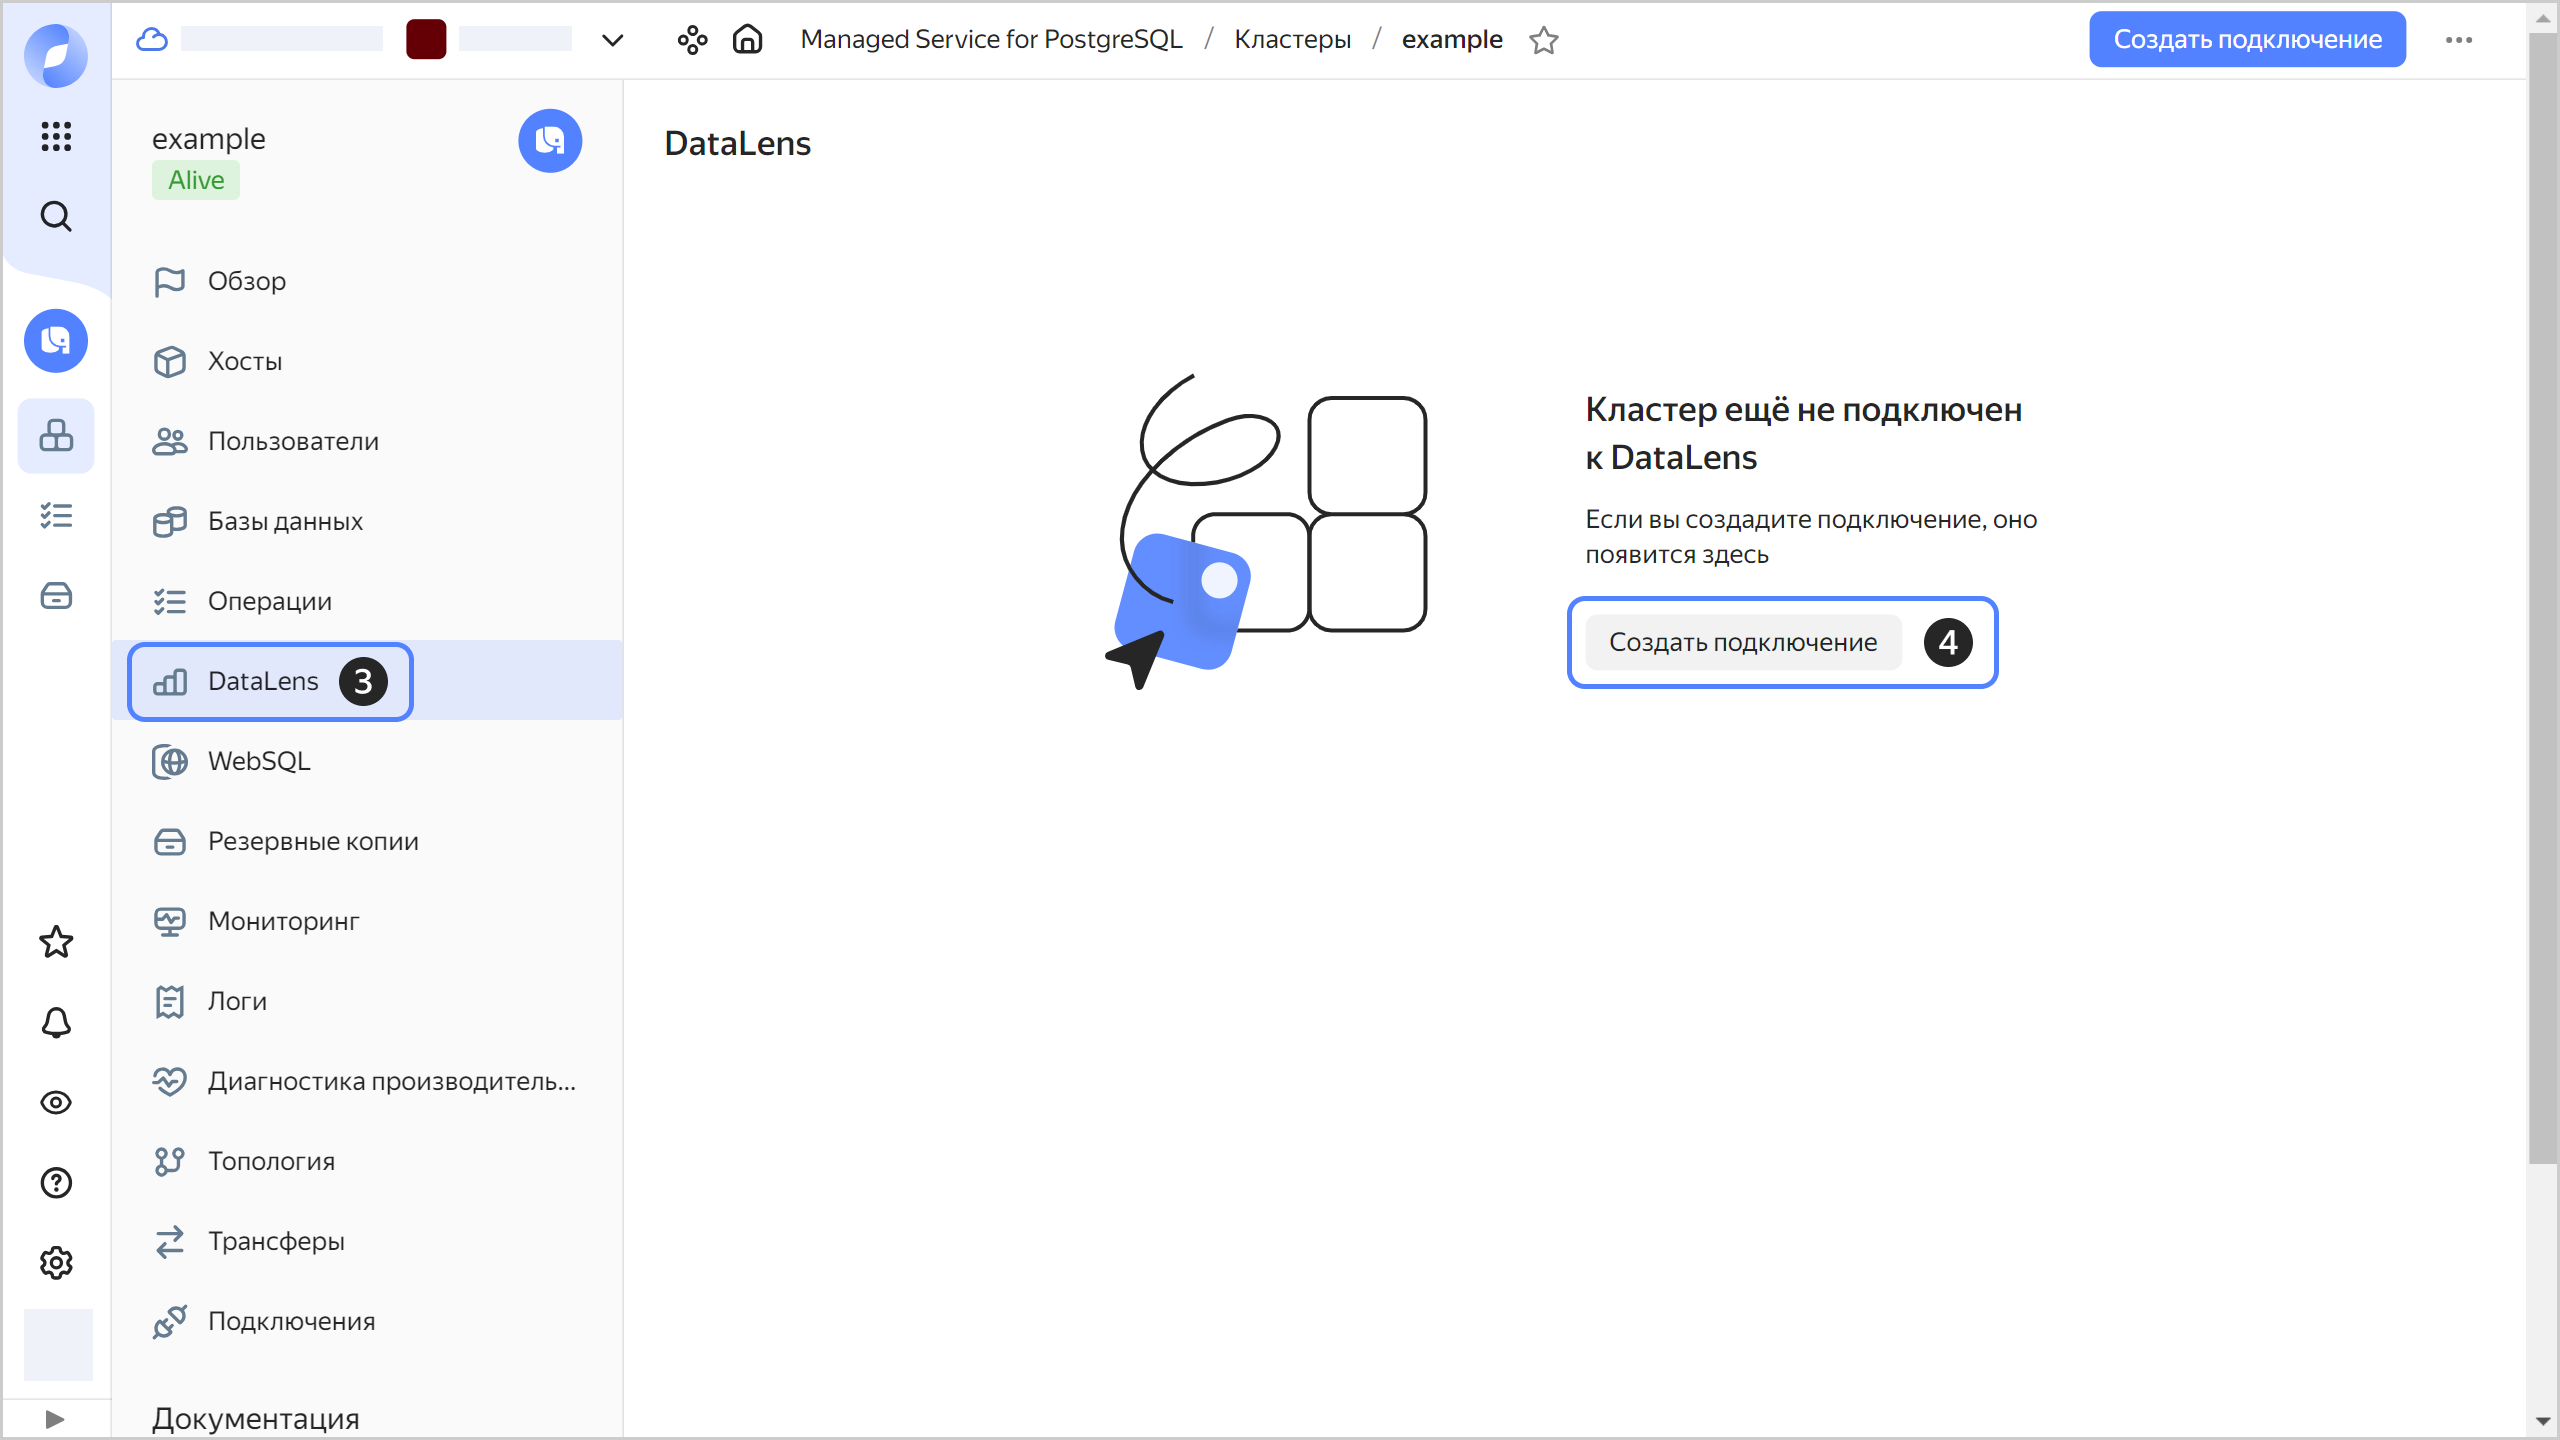 Managed Service for PostgreSQL / Кластеры / example
Создать подключение
example
Alive
Обзор
Хосты
Пользователи
Базы данных
Операции
DataLens 3
WebSQL
Резервные копии
Мониторинг
Логи
Диагностика производитель...
Топология
Трансферы
Подключения
Документация
DataLens
Кластер ещё не подключен
к DataLens
Если вы создадите подключение, оно
появится здесь
Создать подключение 4